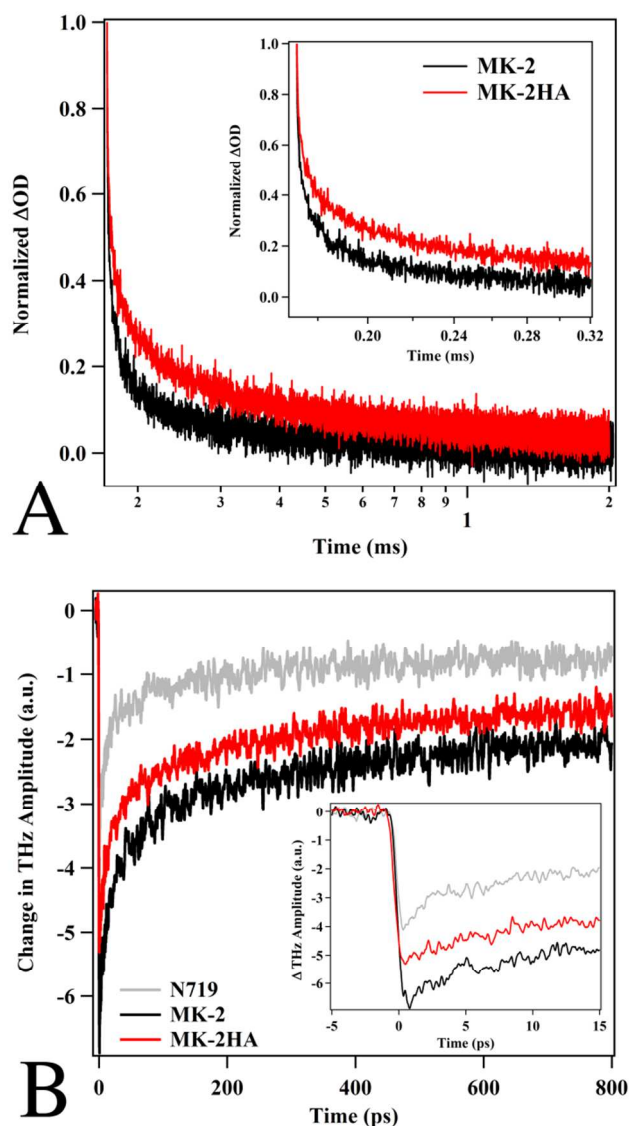 1.0
0.8
0.6
0.4
0.2
0.0
Normalized ΔOD
1.0
0.8
0.6
0.4
0.2
0.0
Normalized ΔOD
MK-2
MK-2HA
0.20 0.24 0.28 0.32
Time (ms)
2 3 4 5 6 7 8 9 1 2
Time (ms)
A
0
-1
-2
-3
-4
-5
-6
Change in THz Amplitude (a.u.)
N719
MK-2
MK-2HA
0
-1
-2
-3
-4
-5
-6
Δ THz Amplitude (a.u.)
-5 0 5 10 15
Time (ps)
0 200 400 600 800
Time (ps)
B